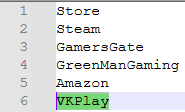 1 Store
2 Steam
3 GamersGate
4 GreenManGaming
5 Amazon
6 VKPlay